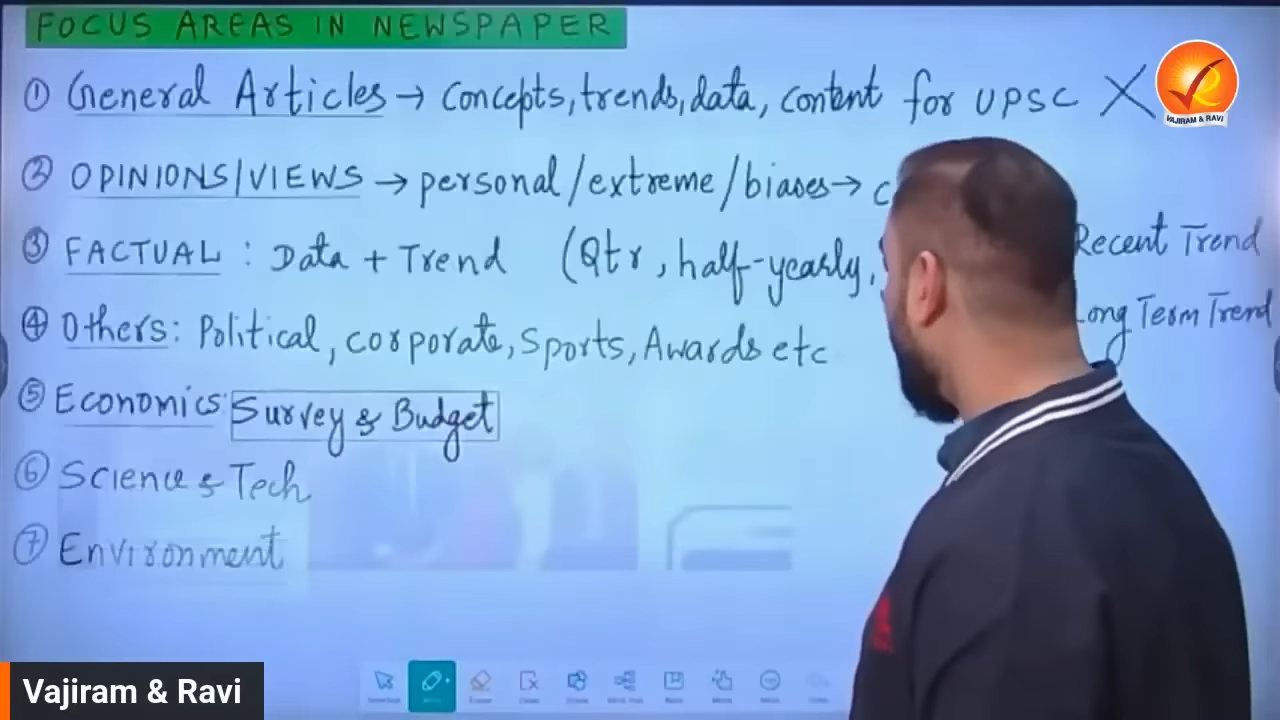 FOCUS AREAS IN NEWSPAPER
① General Articles → concepts, trends, data, content for UPSC X
VAJIRAM & RAVI
② OPINIONS/VIEWS → personal/extreme/biases →
③ FACTUAL : Data + Trend (Qtr, half-yearly,
Recent Trend
④ Others: Political, corporate, Sports, Awards etc
Long Term Trend
⑤ Economics: Survey & Budget
⑥ Science & Tech
⑦ Environment
Vajiram & Ravi